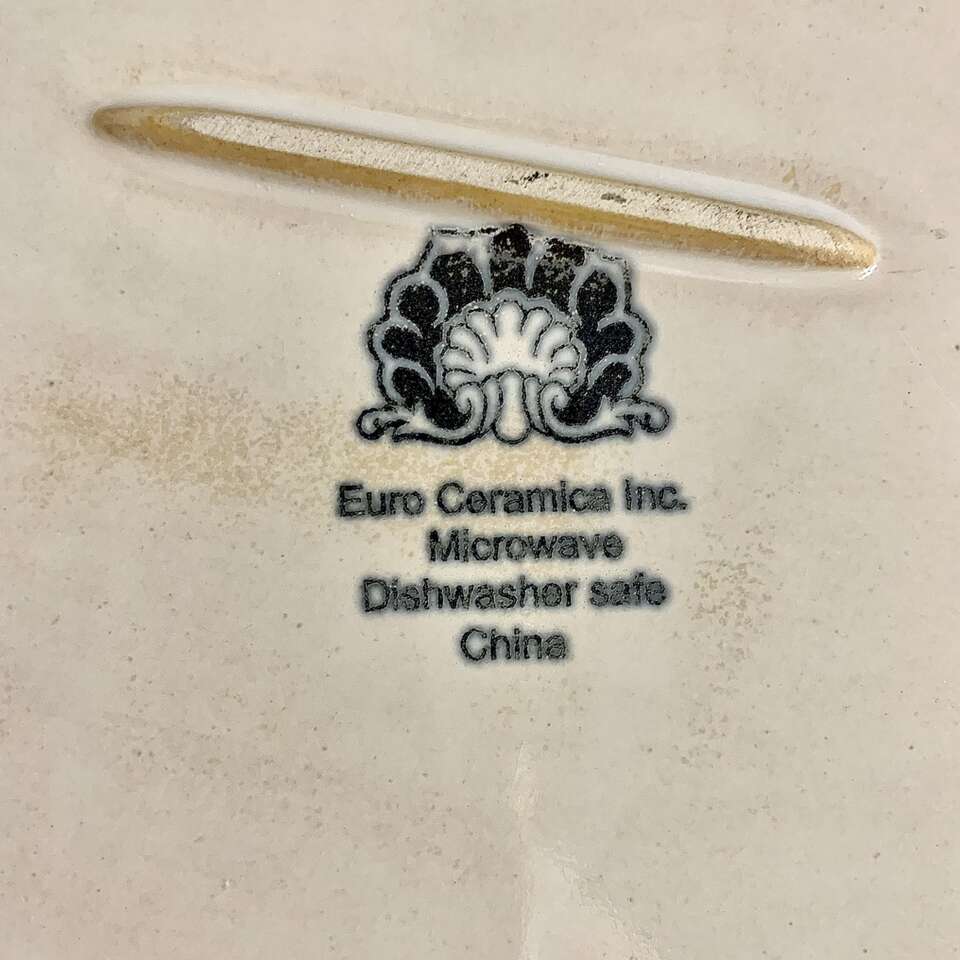 Euro Ceramica Inc.
Microwave
Dishwasher safe
China